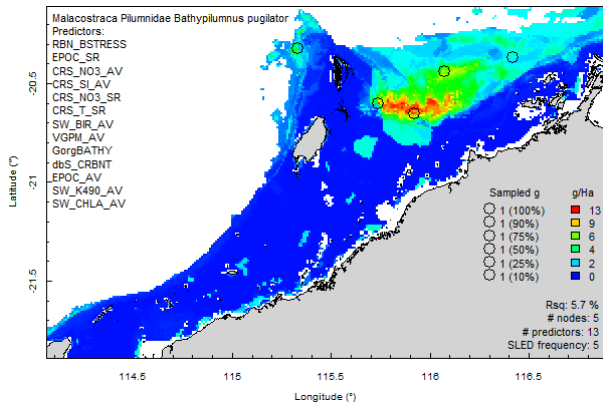 Malacostraca Pilumnidae Bathypilumnus pugilator
Predictors:
RBN_BSTRESS
EPOC_SR
CRS_NO3_AV
CRS_SI_AV
CRS_NO3_SR
CRS_T_SR
SW_BIR_AV
VGPM_AV
GorgBATHY
dbS_CRBNT
EPOC_AV
SW_K490_AV
SW_CHLA_AV
Latitude (°)
-20.5
-21
-21.5
Sampled g g/Ha
1 (100%) 13
1 (90%) 9
1 (75%) 6
1 (50%) 4
1 (25%) 2
1 (10%) 0
Rsq: 5.7 %
# nodes: 5
# predictors: 13
SLED frequency: 5
114.5 115 115.5 116 116.5
Longitude (°)